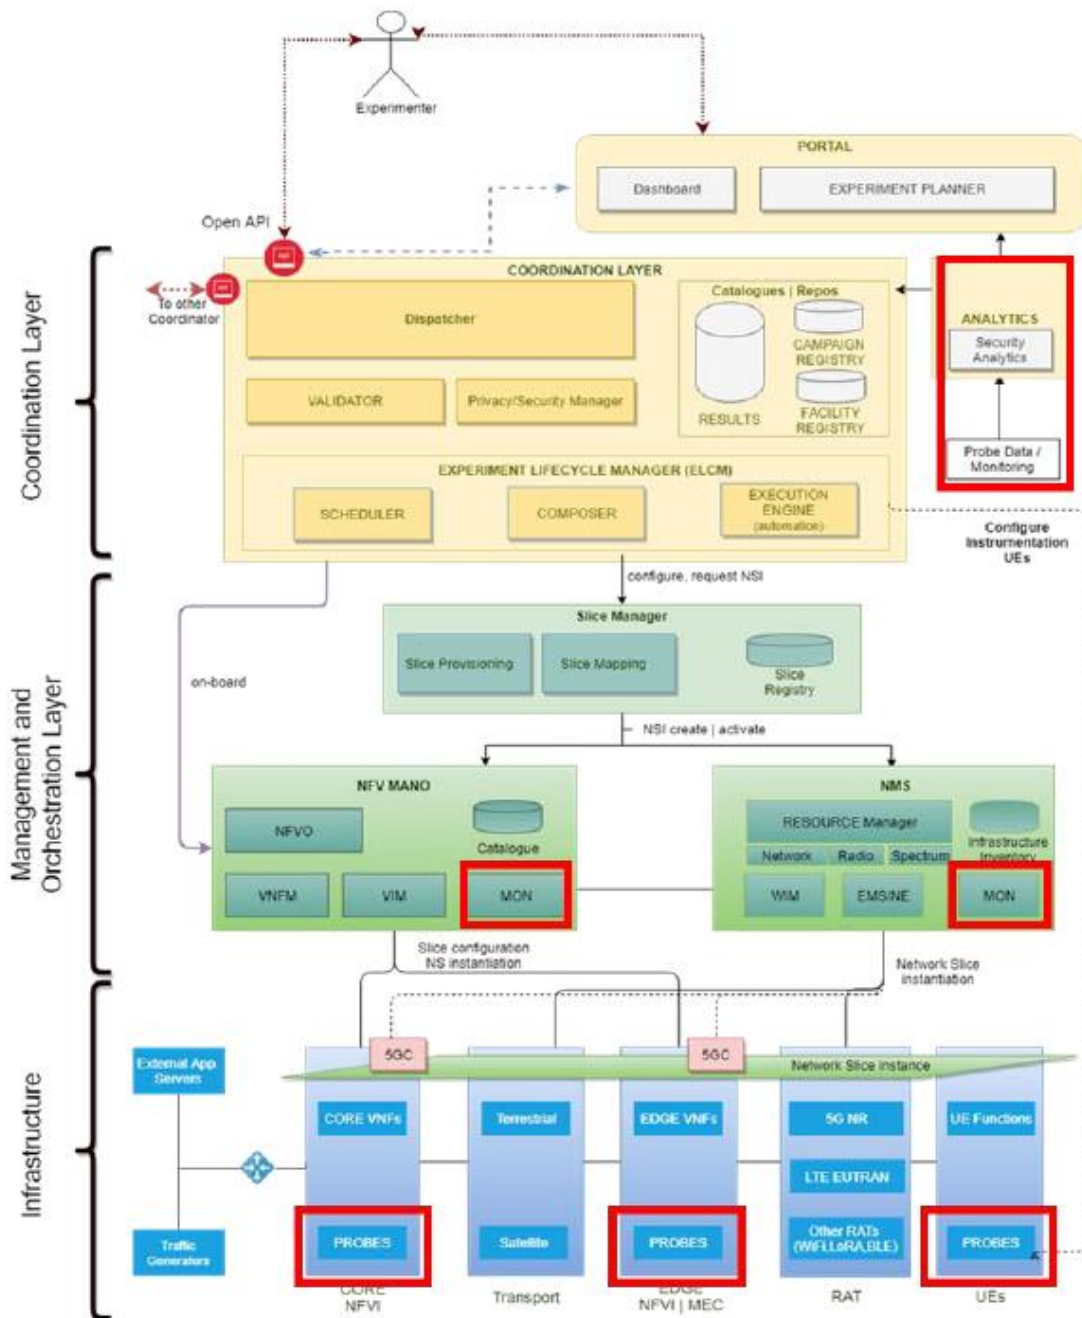 Experimenter
PORTAL
Dashboard
EXPERIMENT PLANNER
Open API
Coordination Layer
To other
Coordinator
COORDINATION LAYER
Dispatcher
Catalogues | Repos
RESULTS
CAMPAIGN
REGISTRY
FACILITY
REGISTRY
VALIDATOR
Privacy/Security Manager
ANALYTICS
Security
Analytics
Probe Data /
Monitoring
EXPERIMENT LIFECYCLE MANAGER (ELCM)
SCHEDULER
COMPOSER
EXECUTION
ENGINE
(automation)
Configure
Instrumentation
UEs
configure, request NSI
Management and
Orchestration Layer
on-board
Slice Manager
Slice Provisioning
Slice Mapping
Slice
Registry
NSI create | activate
NFV MANO
NFVO
Catalogue
VNFM
VIM
MON
NMS
RESOURCE Manager
Network
Radio
Spectrum
Infrastructure
Inventory
WIM
EMS\NE
MON
Slice configuration
NS instantiation
Network Slice
instantiation
Infrastructure
External App
Servers
Traffic
Generators
5GC
5GC
Network Slice Instance
CORE VNFs
Terrestrial
EDGE VNFs
5G NR
UE Functions
LTE EUTRAN
PROBES
Satellite
PROBES
Other RATs
(WiFi,LoRA,BLE)
PROBES
CORE
NFVI
Transport
EDGE
NFVI | MEC
RAT
UEs